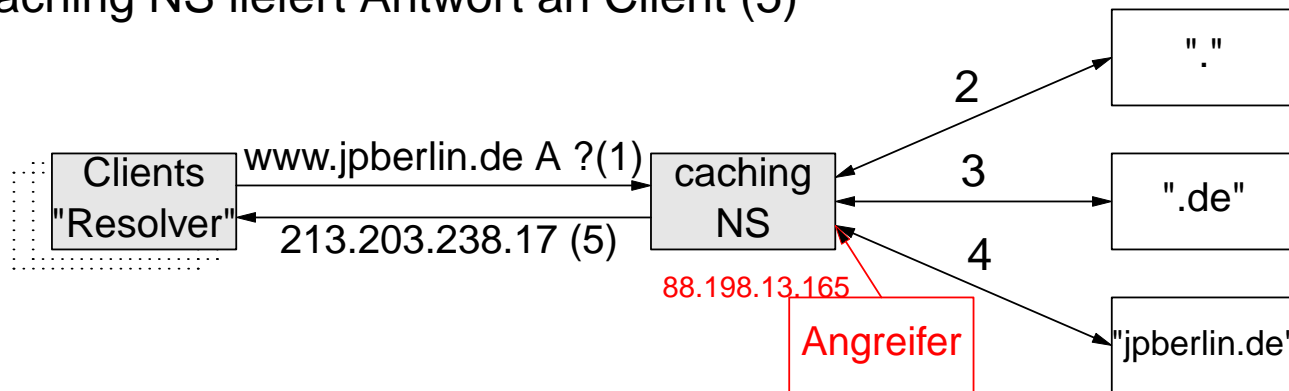 aching NS liefert Antwort an Client (5)
"."
2
www.jpberlin.de A ?(1)
Clients
"Resolver"
caching
NS
3
".de"
213.203.238.17 (5)
4
88.198.13.165
Angreifer
"jpberlin.de"